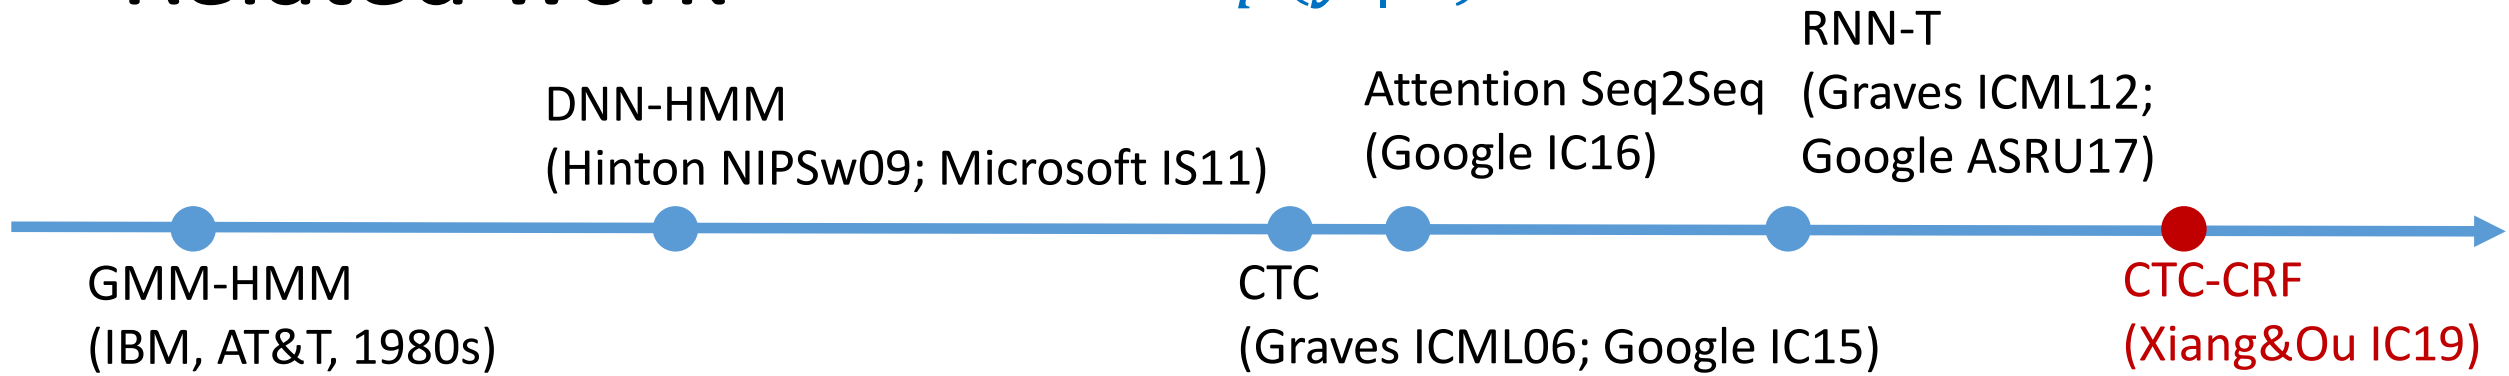 RNN-T
(Graves ICML12;
Google ASRU17)
Attention Seq2Seq
(Google IC16)
DNN-HMM
(Hinton NIPSw09; Microsoft IS11)
GMM-HMM
(IBM, AT&T, 1980s)
CTC
(Graves ICML06; Google IC15)
CTC-CRF
(Xiang&Ou IC19)